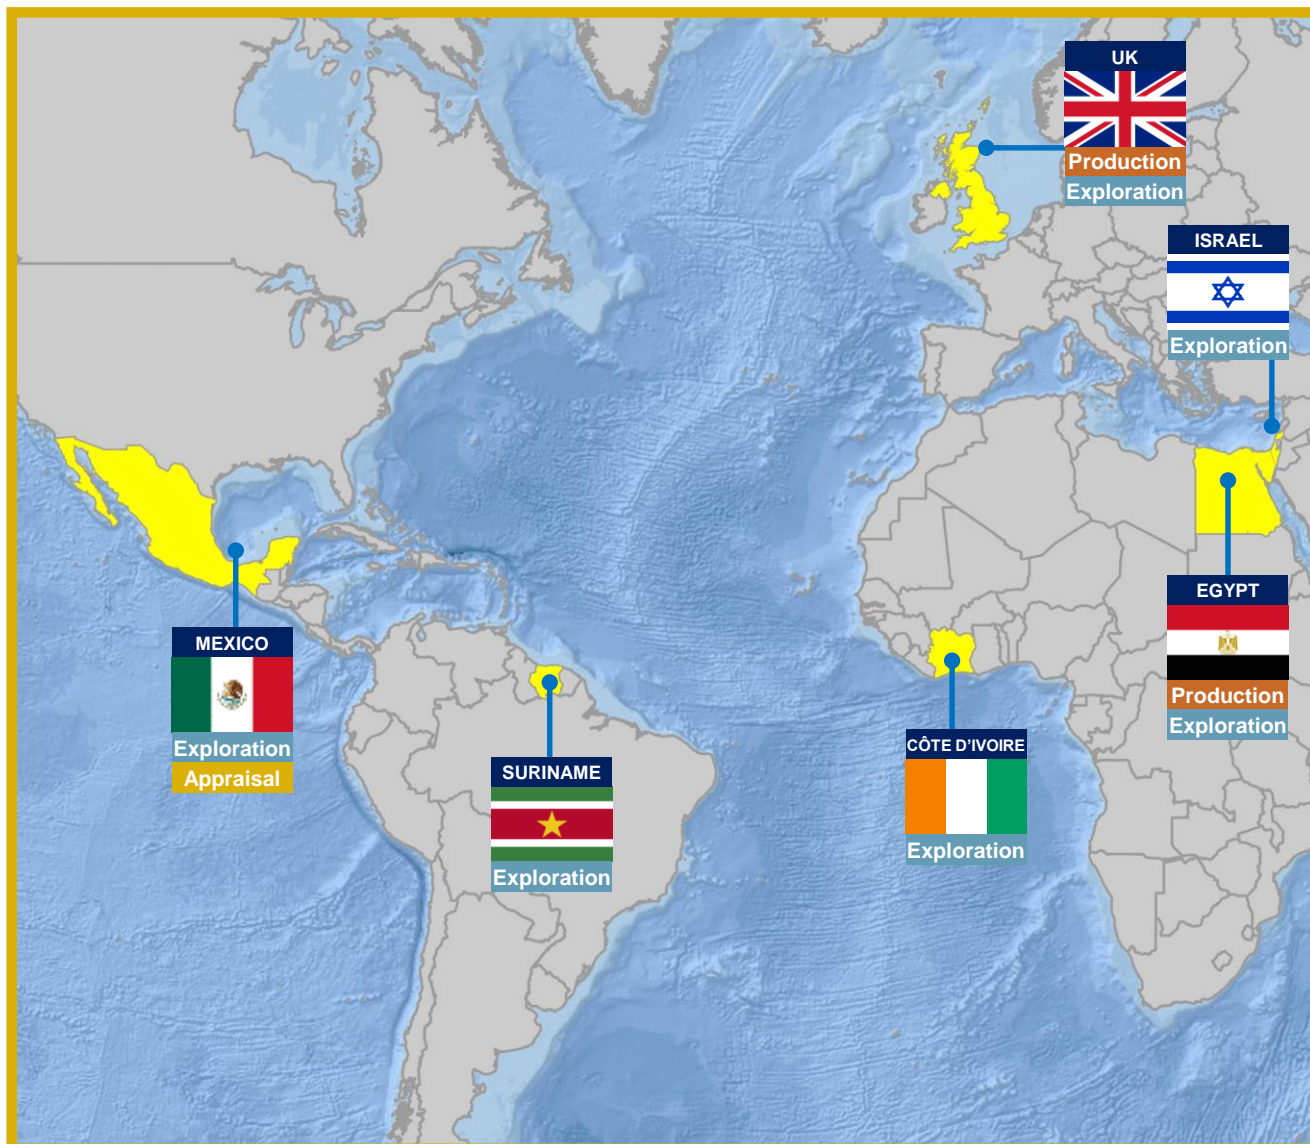 UK
Production
Exploration
ISRAEL
Exploration
EGYPT
Production
Exploration
MEXICO
Exploration
Appraisal
SURINAME
Exploration
CÔTE D’IVOIRE
Exploration